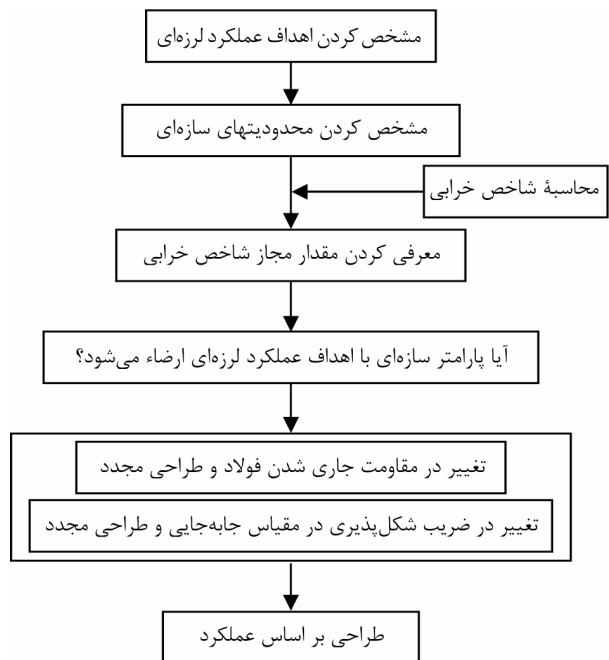 مشخص کردن اهداف عملکرد لرزه‌ای
مشخص کردن محدودیتهای سازه‌ای
محاسبۀ شاخص خرابی
معرفی کردن مقدار مجاز شاخص خرابی
آیا پارامتر سازه‌ای با اهداف عملکرد لرزه‌ای ارضاء می‌شود؟
تغییر در مقاومت جاری شدن فولاد و طراحی مجدد
تغییر در ضریب شکل‌پذیری در مقیاس جابه‌جایی و طراحی مجدد
طراحی بر اساس عملکرد